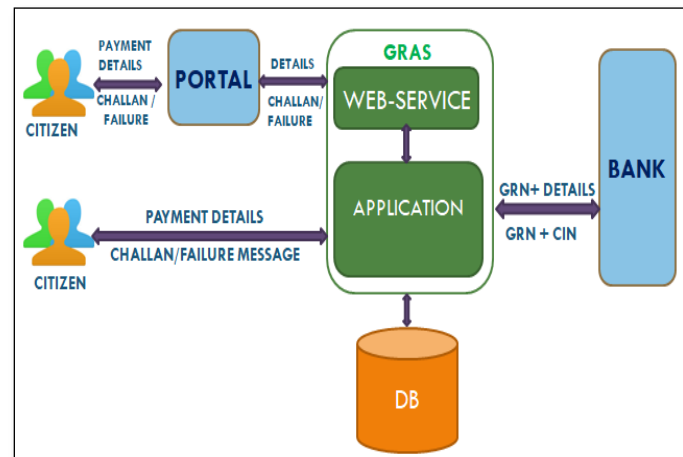 PAYMENT
DETAILS
CHALLAN /
FAILURE
CITIZEN
PORTAL
DETAILS
CHALLAN/
FAILURE
GRAS
WEB-SERVICE
APPLICATION
BANK
GRN+ DETAILS
GRN + CIN
PAYMENT DETAILS
CHALLAN/FAILURE MESSAGE
CITIZEN
DB